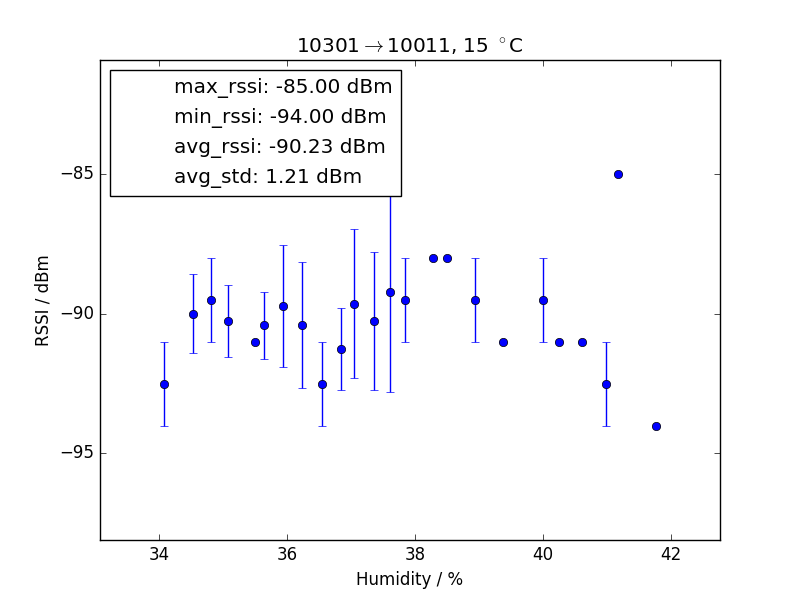 10301→10011, 15 °C
max_rssi: -85.00 dBm
min_rssi: -94.00 dBm
avg_rssi: -90.23 dBm
avg_std: 1.21 dBm
−85
−90
−95
RSSI / dBm
34 36 38 40 42
Humidity / %